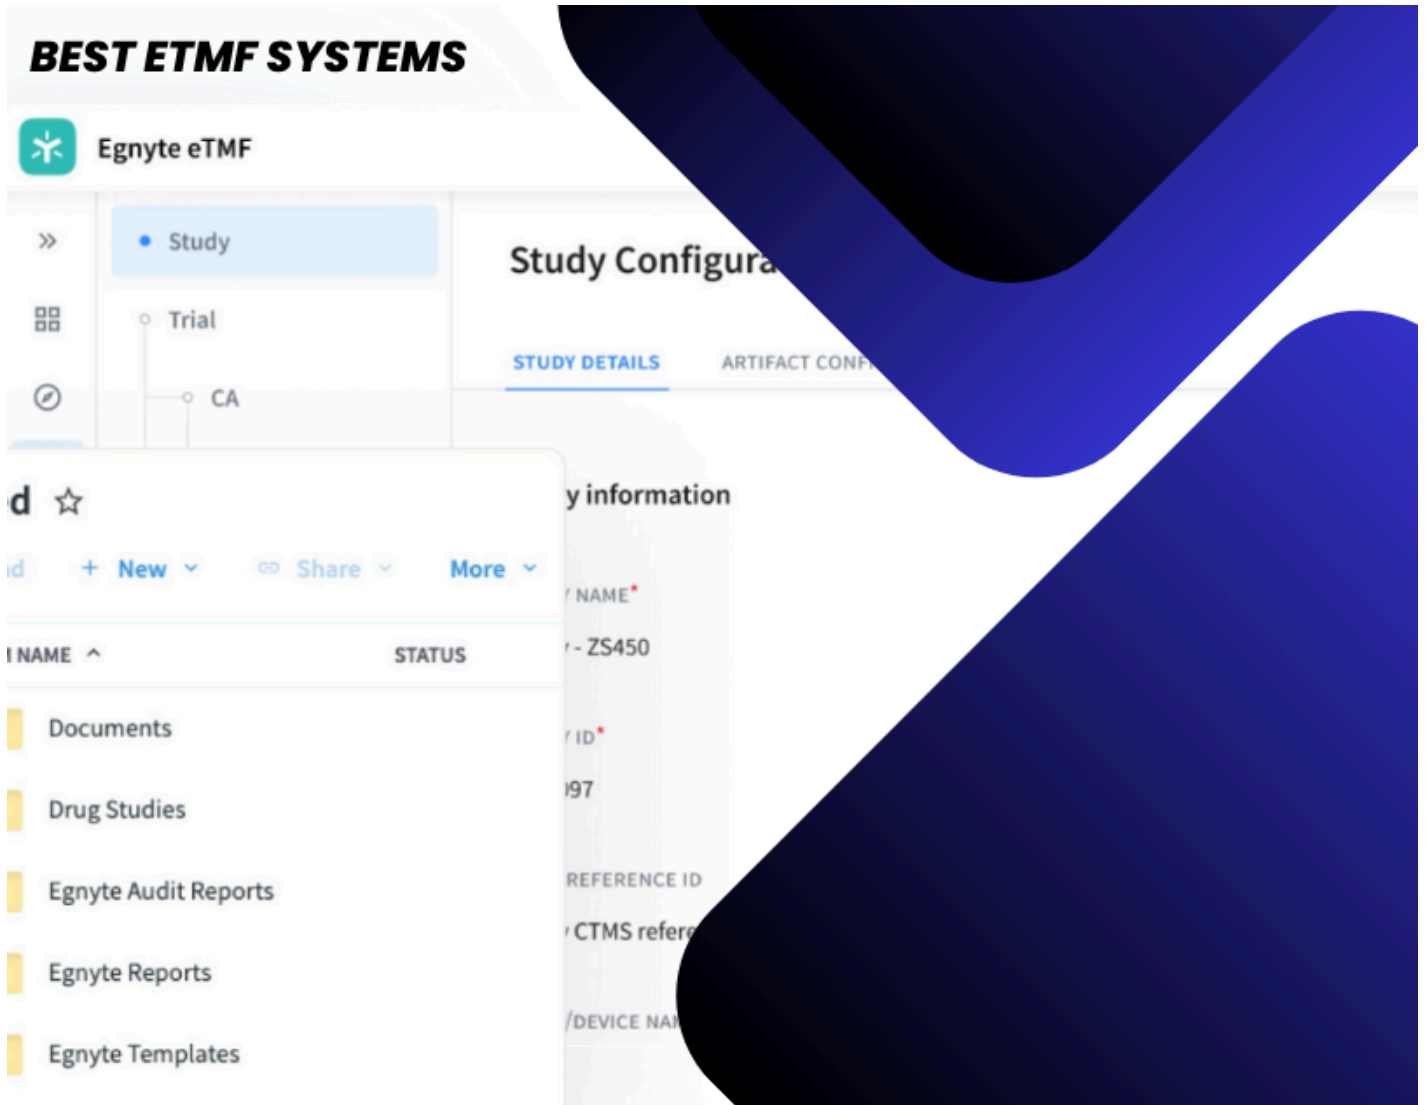 BEST ETMF SYSTEMS
Egnyte eTMF
Study
Trial
CA
Study Configura
STUDY DETAILS
ARTIFACT CONF
y information
NAME*
- ZS450
ID*
97
REFERENCE ID
CTMS refere
/DEVICE NA
d
d
+ New
Share
More
NAME
STATUS
Documents
Drug Studies
Egnyte Audit Reports
Egnyte Reports
Egnyte Templates